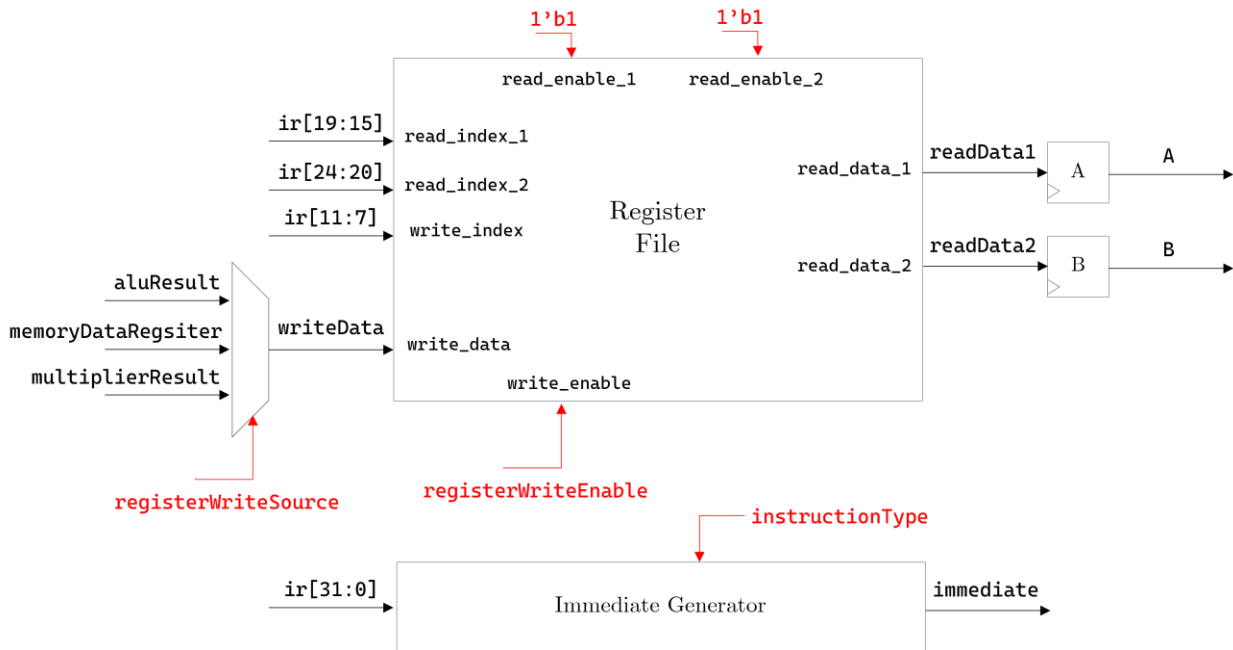 1'b1
1'b1
read_enable_1
read_enable_2
ir[19:15]
read_index_1
ir[24:20]
read_index_2
ir[11:7]
write_index
Register
File
read_data_1
readData1
A
A
read_data_2
readData2
B
B
aluResult
memoryDataRegsiter
multiplierResult
writeData
write_data
write_enable
registerWriteSource
registerWriteEnable
instructionType
ir[31:0]
Immediate Generator
immediate